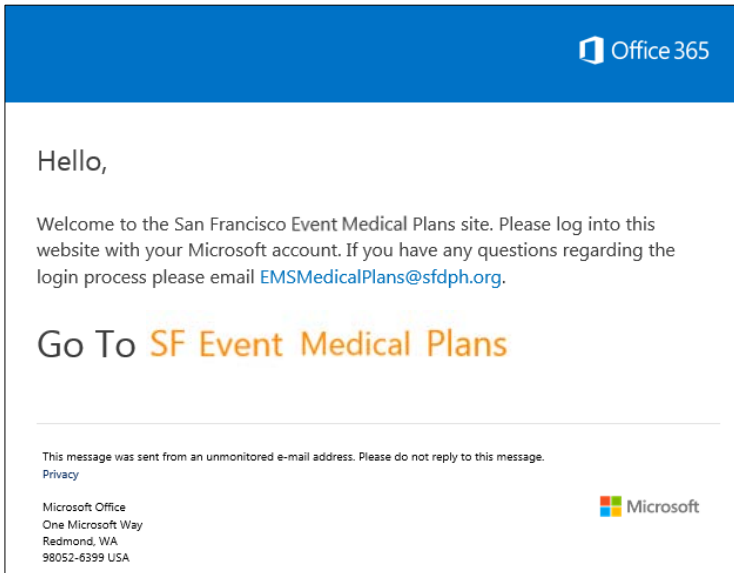 Office 365
Hello,
Welcome to the San Francisco Event Medical Plans site. Please log into this
website with your Microsoft account. If you have any questions regarding the
login process please email EMSMedicalPlans@sfdph.org.
Go To SF Event Medical Plans
This message was sent from an unmonitored e-mail address. Please do not reply to this message.
Privacy
Microsoft Office
One Microsoft Way
Redmond, WA
98052-6399 USA
Microsoft